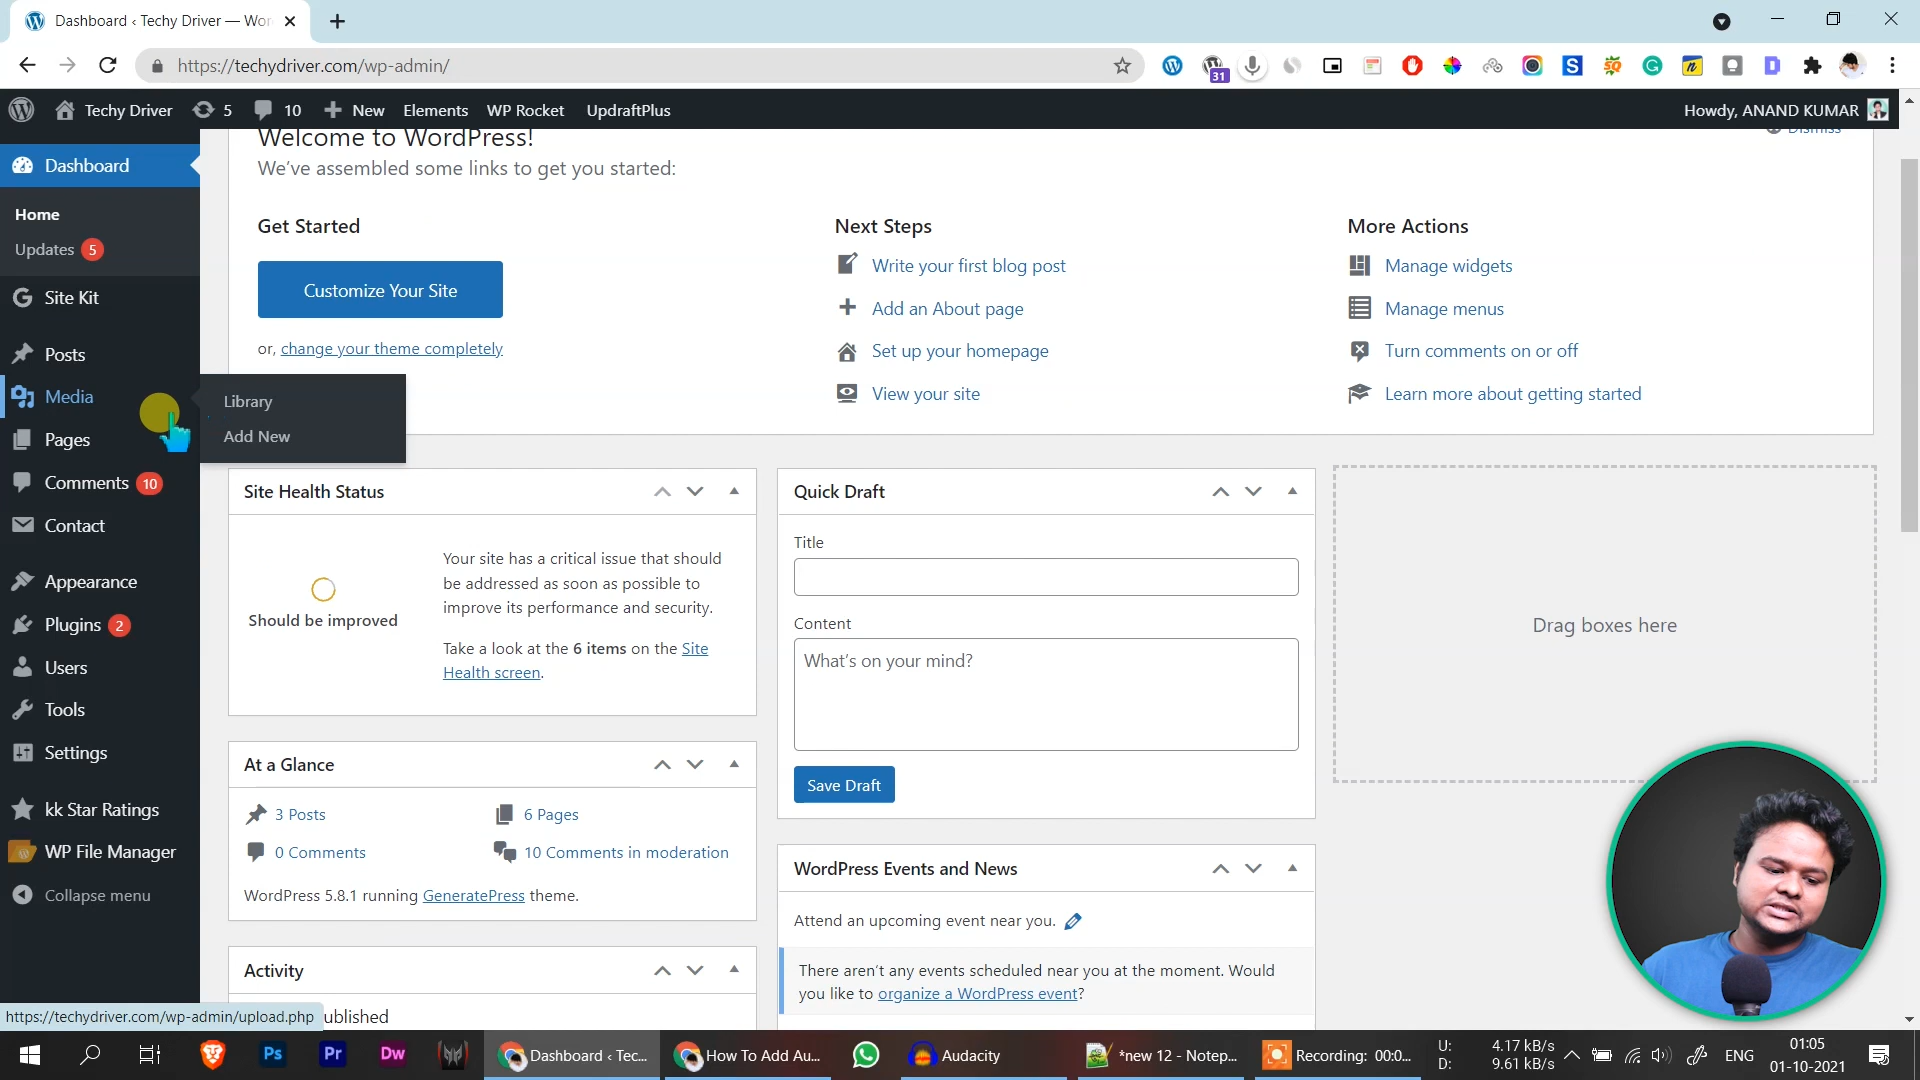 Dashboard ‹ Techy Driver — Wor
https://techydriver.com/wp-admin/
31
Techy Driver
5
10
New
Elements
WP Rocket
UpdraftPlus
Howdy, ANAND KUMAR
Dashboard
Home
Updates 5
Site Kit
Posts
Media
Library
Add New
Pages
Comments 10
Contact
Appearance
Plugins 2
Users
Tools
Settings
kk Star Ratings
WP File Manager
Collapse menu
Welcome to WordPress!
Dismiss
We've assembled some links to get you started:
Get Started
Customize Your Site
or, change your theme completely
Next Steps
Write your first blog post
Add an About page
Set up your homepage
View your site
More Actions
Manage widgets
Manage menus
Turn comments on or off
Learn more about getting started
Site Health Status
Should be improved
Your site has a critical issue that should
be addressed as soon as possible to
improve its performance and security.
Take a look at the 6 items on the Site
Health screen.
At a Glance
3 Posts
6 Pages
0 Comments
10 Comments in moderation
WordPress 5.8.1 running GeneratePress theme.
Activity
ublished
Quick Draft
Title
Content
What's on your mind?
Save Draft
WordPress Events and News
Attend an upcoming event near you.
There aren't any events scheduled near you at the moment. Would
you like to organize a WordPress event?
Drag boxes here
https://techydriver.com/wp-admin/upload.php
Ps
Pr
Dw
Dashboard ‹ Tec...
How To Add Au...
Audacity
*new 12 - Notep...
Recording: 00:0...
U: 4.17 kB/s
D: 9.61 kB/s
ENG
01:05
01-10-2021